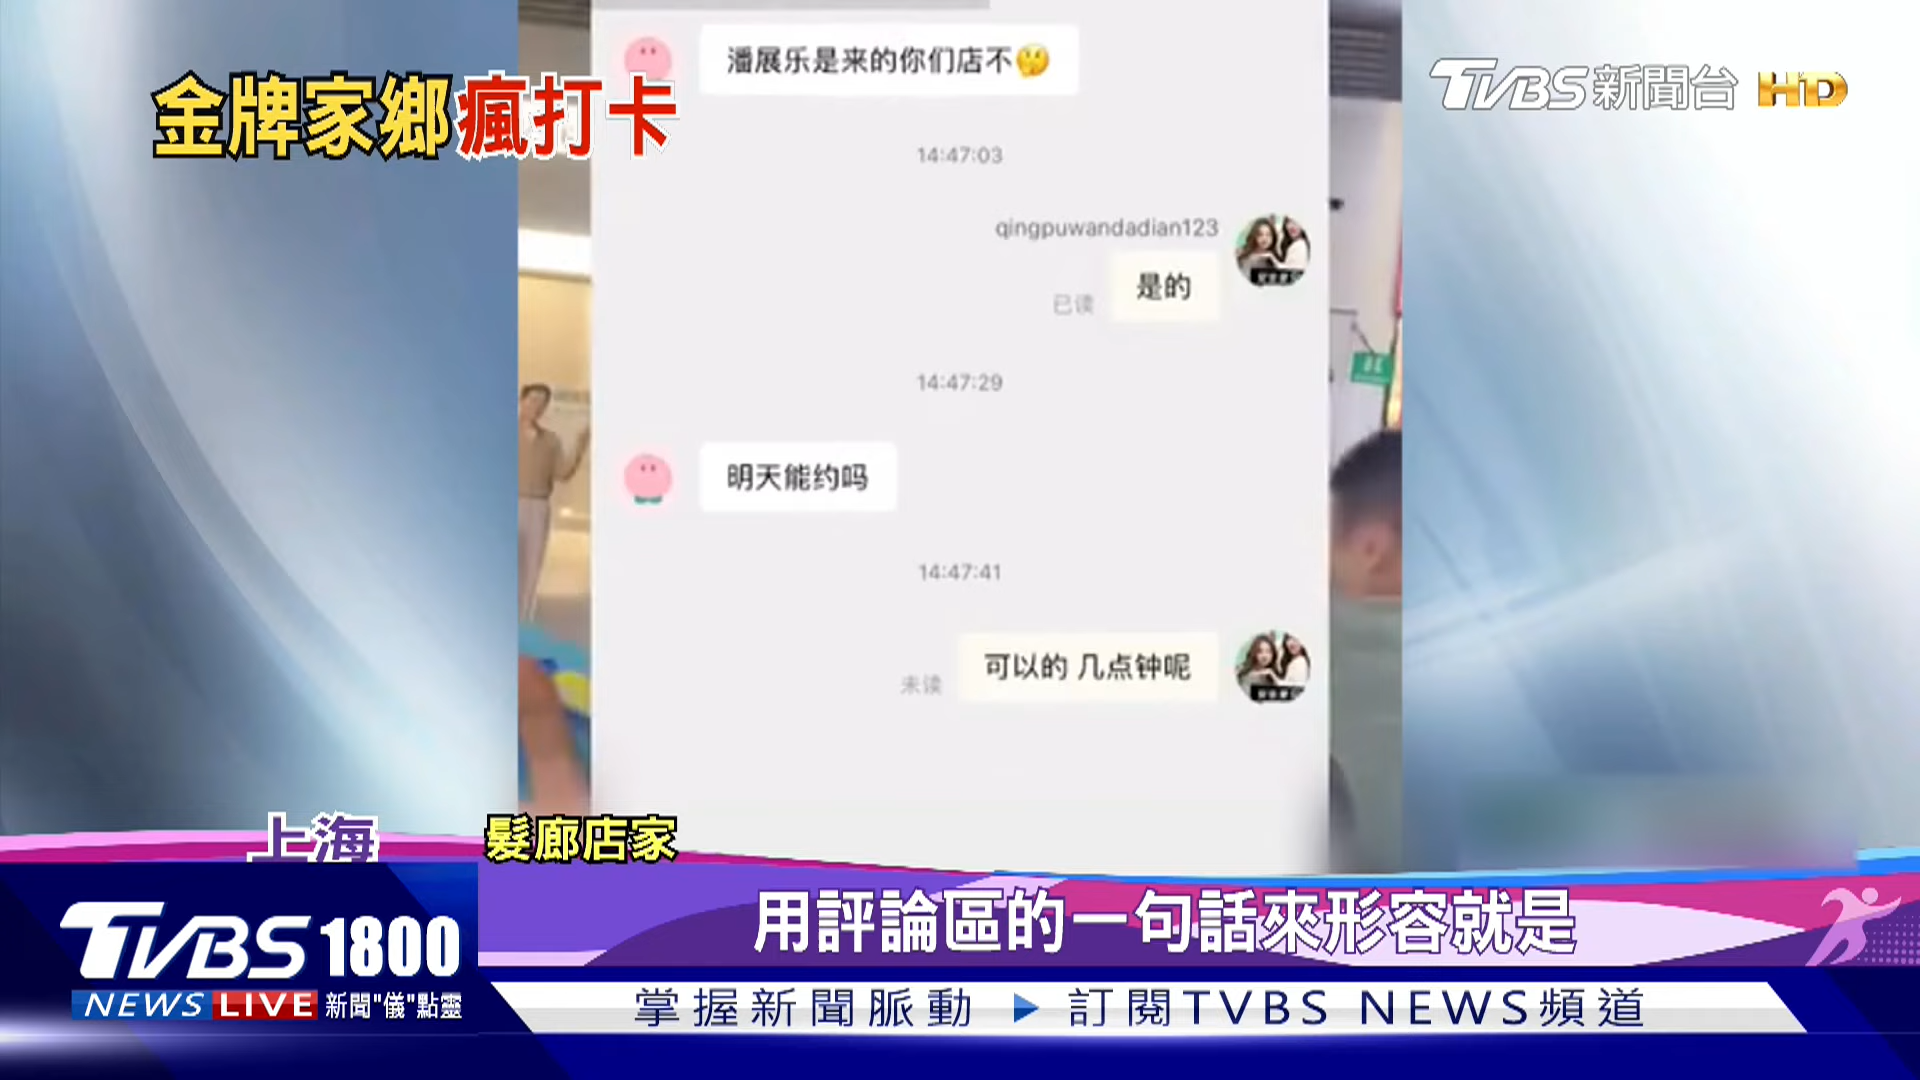 潘展乐是来的你们店不🤔
金牌家鄉瘋打卡
TVBS新聞台 HD
14:47:03
qingpuwandadian123
是的
已读
14:47:29
明天能约吗
14:47:41
可以的 几点钟呢
未读
上海
髮廊店家
用評論區的一句話來形容就是
TVBS 1800
NEWS LIVE 新聞"儀"點靈
掌握新聞脈動 ▶ 訂閱TVBS NEWS頻道